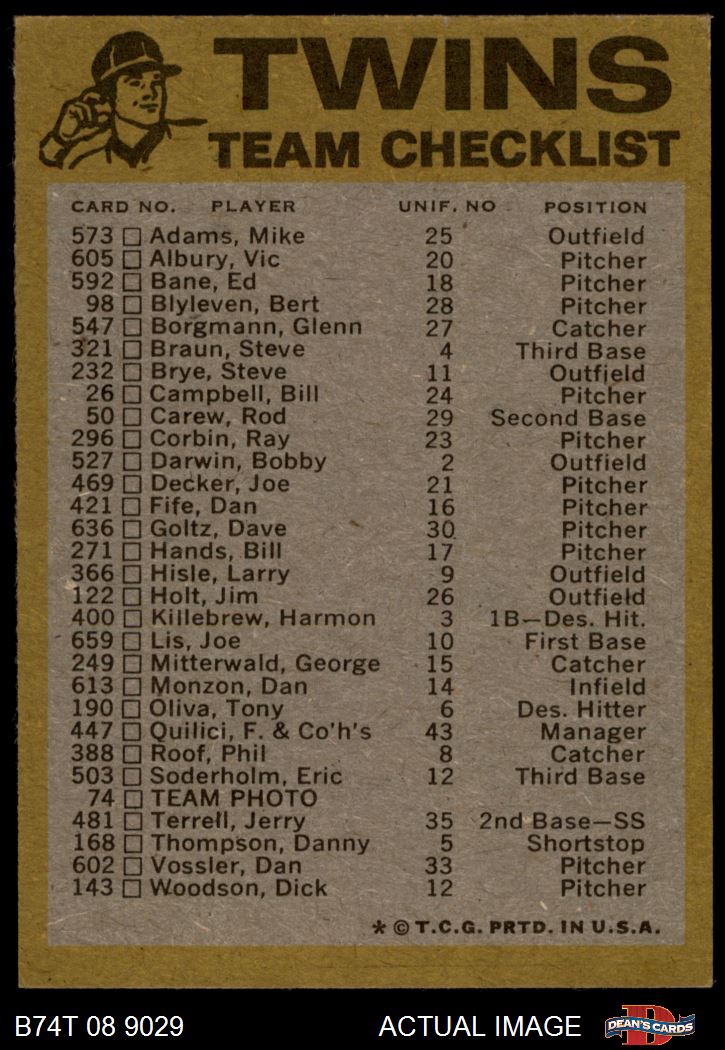 TWINS
TEAM CHECKLIST
CARD NO. PLAYER UNIF. NO POSITION
573 □ Adams, Mike 25 Outfield
605 □ Albury, Vic 20 Pitcher
592 □ Bane, Ed 18 Pitcher
98 □ Blyleven, Bert 28 Pitcher
547 □ Borgmann, Glenn 27 Catcher
321 □ Braun, Steve 4 Third Base
232 □ Brye, Steve 11 Outfield
26 □ Campbell, Bill 24 Pitcher
50 □ Carew, Rod 29 Second Base
296 □ Corbin, Ray 23 Pitcher
527 □ Darwin, Bobby 2 Outfield
469 □ Decker, Joe 21 Pitcher
421 □ Fife, Dan 16 Pitcher
636 □ Goltz, Dave 30 Pitcher
271 □ Hands, Bill 17 Pitcher
366 □ Hisle, Larry 9 Outfield
122 □ Holt, Jim 26 Outfield
400 □ Killebrew, Harmon 3 1B—Des. Hit.
659 □ Lis, Joe 10 First Base
249 □ Mitterwald, George 15 Catcher
613 □ Monzon, Dan 14 Infield
190 □ Oliva, Tony 6 Des. Hitter
447 □ Quilici, F. & Co'h's 43 Manager
388 □ Roof, Phil 8 Catcher
503 □ Soderholm, Eric 12 Third Base
74 □ TEAM PHOTO
481 □ Terrell, Jerry 35 2nd Base—SS
168 □ Thompson, Danny 5 Shortstop
602 □ Vossler, Dan 33 Pitcher
143 □ Woodson, Dick 12 Pitcher
* © T.C.G. PRTD. IN U.S.A.
B74T 08 9029 ACTUAL IMAGE DEAN'S CARDS